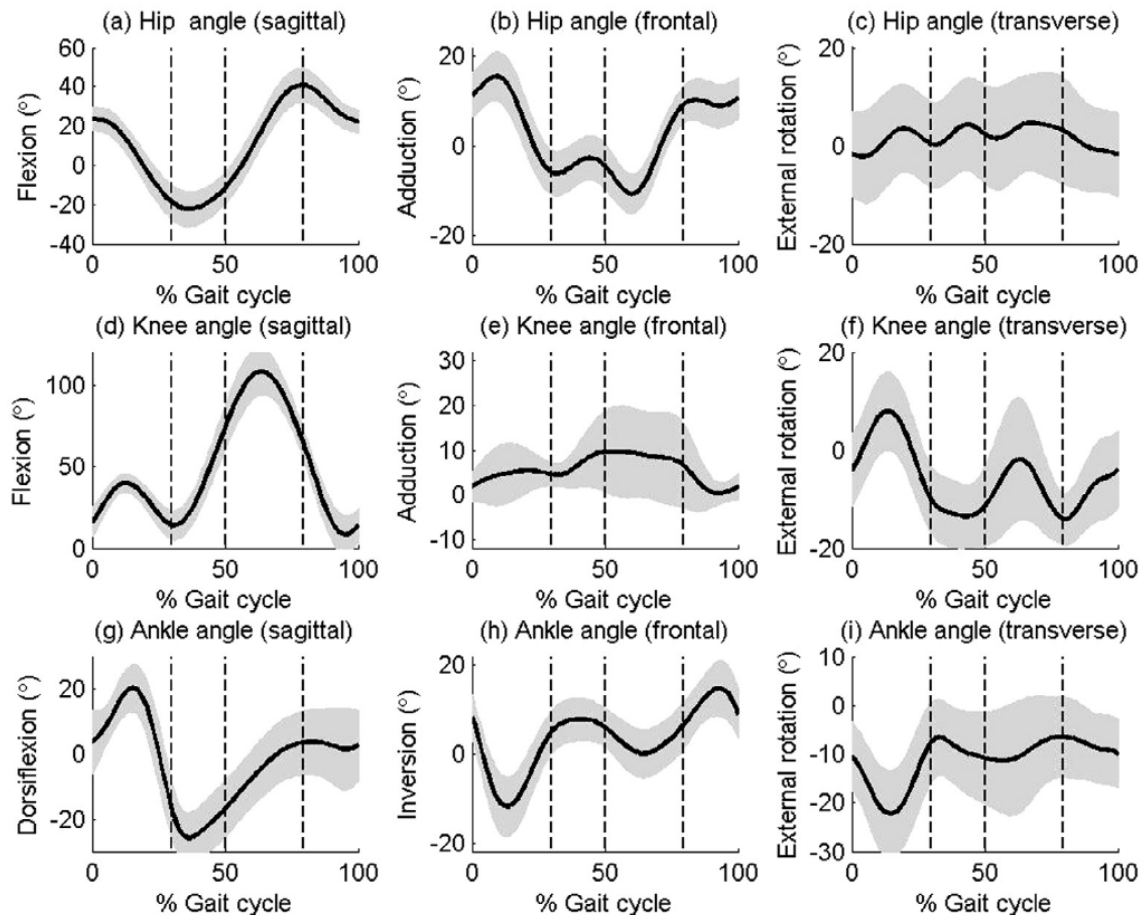 (a) Hip angle (sagittal)
Flexion (°)
60
40
20
0
-20
-40
0 50 100
% Gait cycle
(b) Hip angle (frontal)
Adduction (°)
20
0
-20
0 50 100
% Gait cycle
(c) Hip angle (transverse)
External rotation (°)
20
0
-20
0 50 100
% Gait cycle
(d) Knee angle (sagittal)
Flexion (°)
100
50
0
0 50 100
% Gait cycle
(e) Knee angle (frontal)
Adduction (°)
30
20
10
0
-10
0 50 100
% Gait cycle
(f) Knee angle (transverse)
External rotation (°)
20
0
-20
0 50 100
% Gait cycle
(g) Ankle angle (sagittal)
Dorsiflexion (°)
20
0
-20
0 50 100
% Gait cycle
(h) Ankle angle (frontal)
Inversion (°)
20
0
-20
0 50 100
% Gait cycle
(i) Ankle angle (transverse)
External rotation (°)
10
0
-10
-20
-30
0 50 100
% Gait cycle